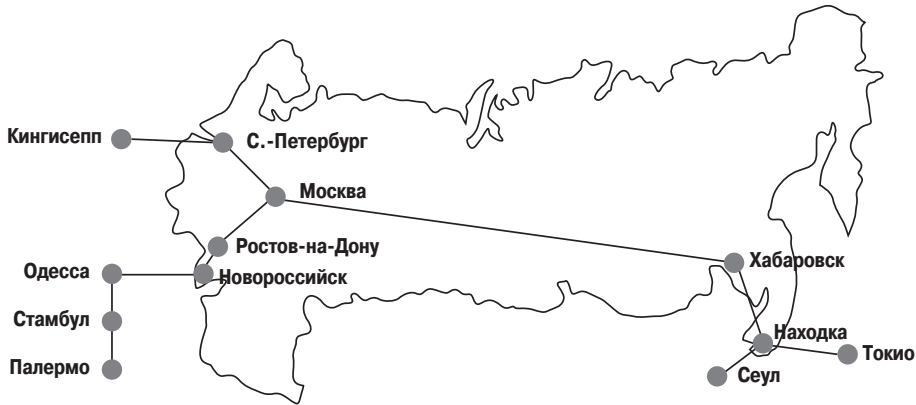 Кингисепп
С.-Петербург
Москва
Ростов-на-Дону
Хабаровск
Одесса
Новороссийск
Стамбул
Находка
Токио
Палермо
Сеул